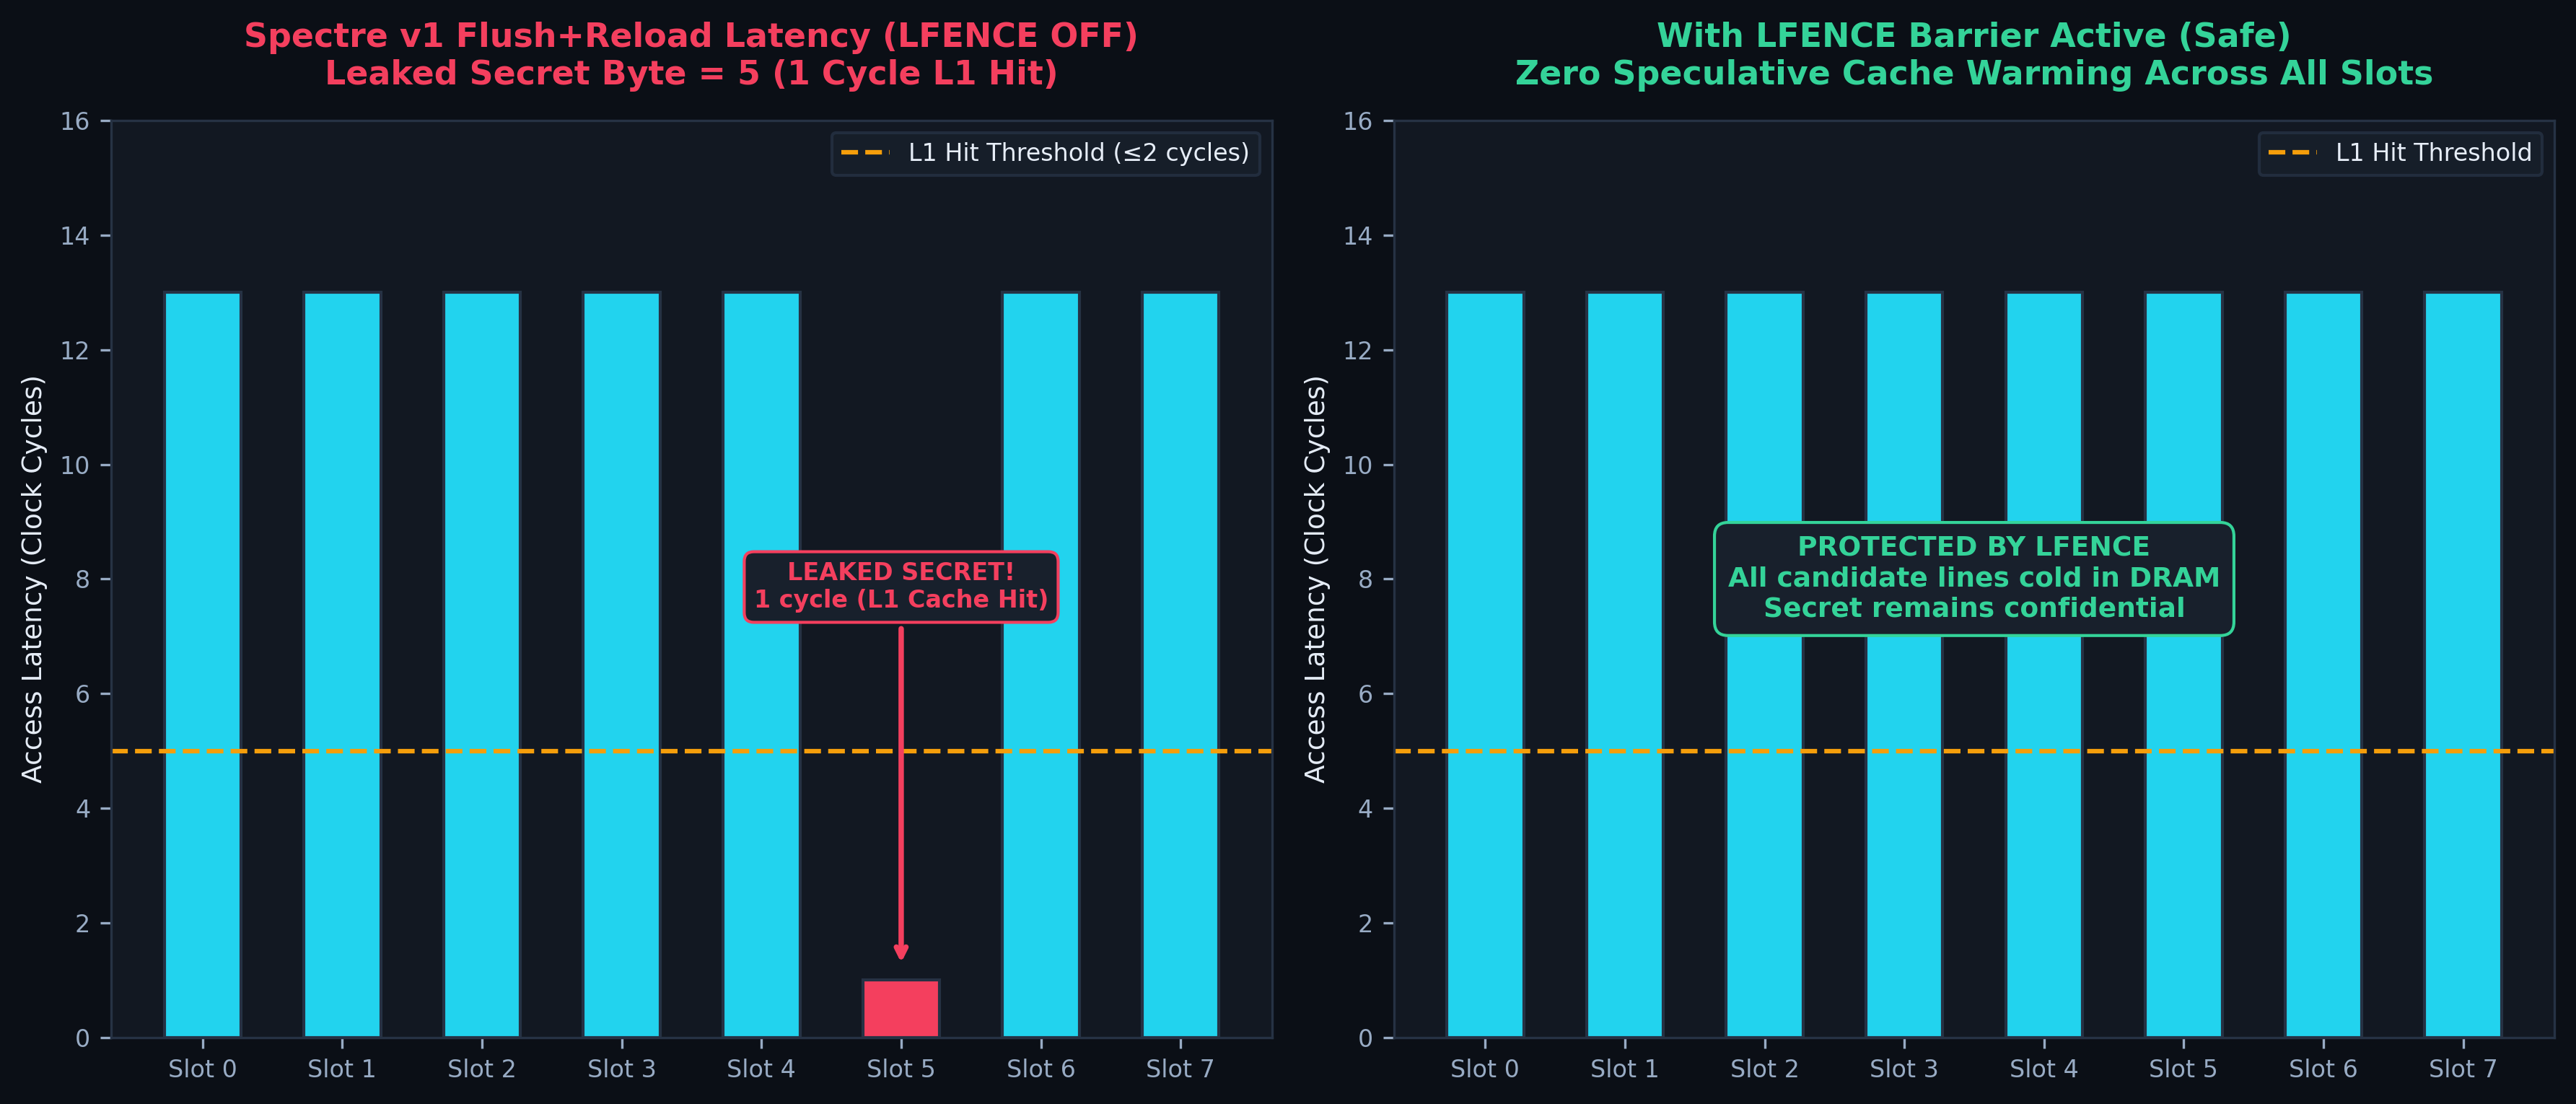 Spectre v1 Flush+Reload Latency (LFENCE OFF)
Leaked Secret Byte = 5 (1 Cycle L1 Hit)
L1 Hit Threshold (≤2 cycles)
Access Latency (Clock Cycles)
16
14
12
10
8
6
4
2
0
LEAKED SECRET!
1 cycle (L1 Cache Hit)
Slot 0
Slot 1
Slot 2
Slot 3
Slot 4
Slot 5
Slot 6
Slot 7
With LFENCE Barrier Active (Safe)
Zero Speculative Cache Warming Across All Slots
L1 Hit Threshold
Access Latency (Clock Cycles)
16
14
12
10
8
6
4
2
0
PROTECTED BY LFENCE
All candidate lines cold in DRAM
Secret remains confidential
Slot 0
Slot 1
Slot 2
Slot 3
Slot 4
Slot 5
Slot 6
Slot 7